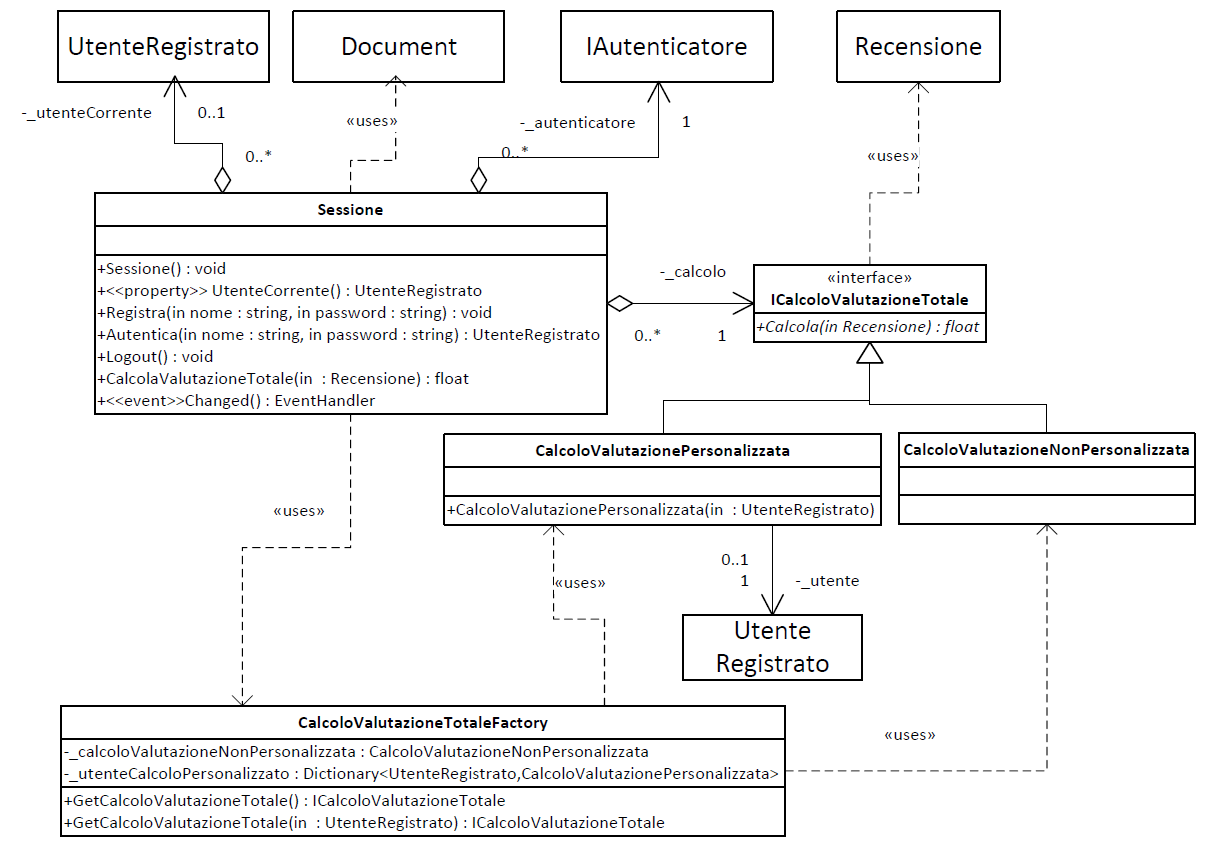 UtenteRegistrato
Document
IAutenticatore
Recensione
-_utenteCorrente
0..1
«uses»
-_autenticatore
1
0..*
0..*
«uses»
Sessione
+Sessione() : void
+<<property>> UtenteCorrente() : UtenteRegistrato
+Registra(in nome : string, in password : string) : void
+Autentica(in nome : string, in password : string) : UtenteRegistrato
+Logout() : void
+CalcolaValutazioneTotale(in  : Recensione) : float
+<<event>>Changed() : EventHandler
-_calcolo
0..*
1
«interface»
ICalcoloValutazioneTotale
+Calcola(in Recensione) : float
CalcoloValutazionePersonalizzata
+CalcoloValutazionePersonalizzata(in  : UtenteRegistrato)
CalcoloValutazioneNonPersonalizzata
«uses»
«uses»
0..1
1
-_utente
Utente
Registrato
CalcoloValutazioneTotaleFactory
-_calcoloValutazioneNonPersonalizzata : CalcoloValutazioneNonPersonalizzata
-_utenteCalcoloPersonalizzato : Dictionary<UtenteRegistrato,CalcoloValutazionePersonalizzata>
+GetCalcoloValutazioneTotale() : ICalcoloValutazioneTotale
+GetCalcoloValutazioneTotale(in  : UtenteRegistrato) : ICalcoloValutazioneTotale
«uses»